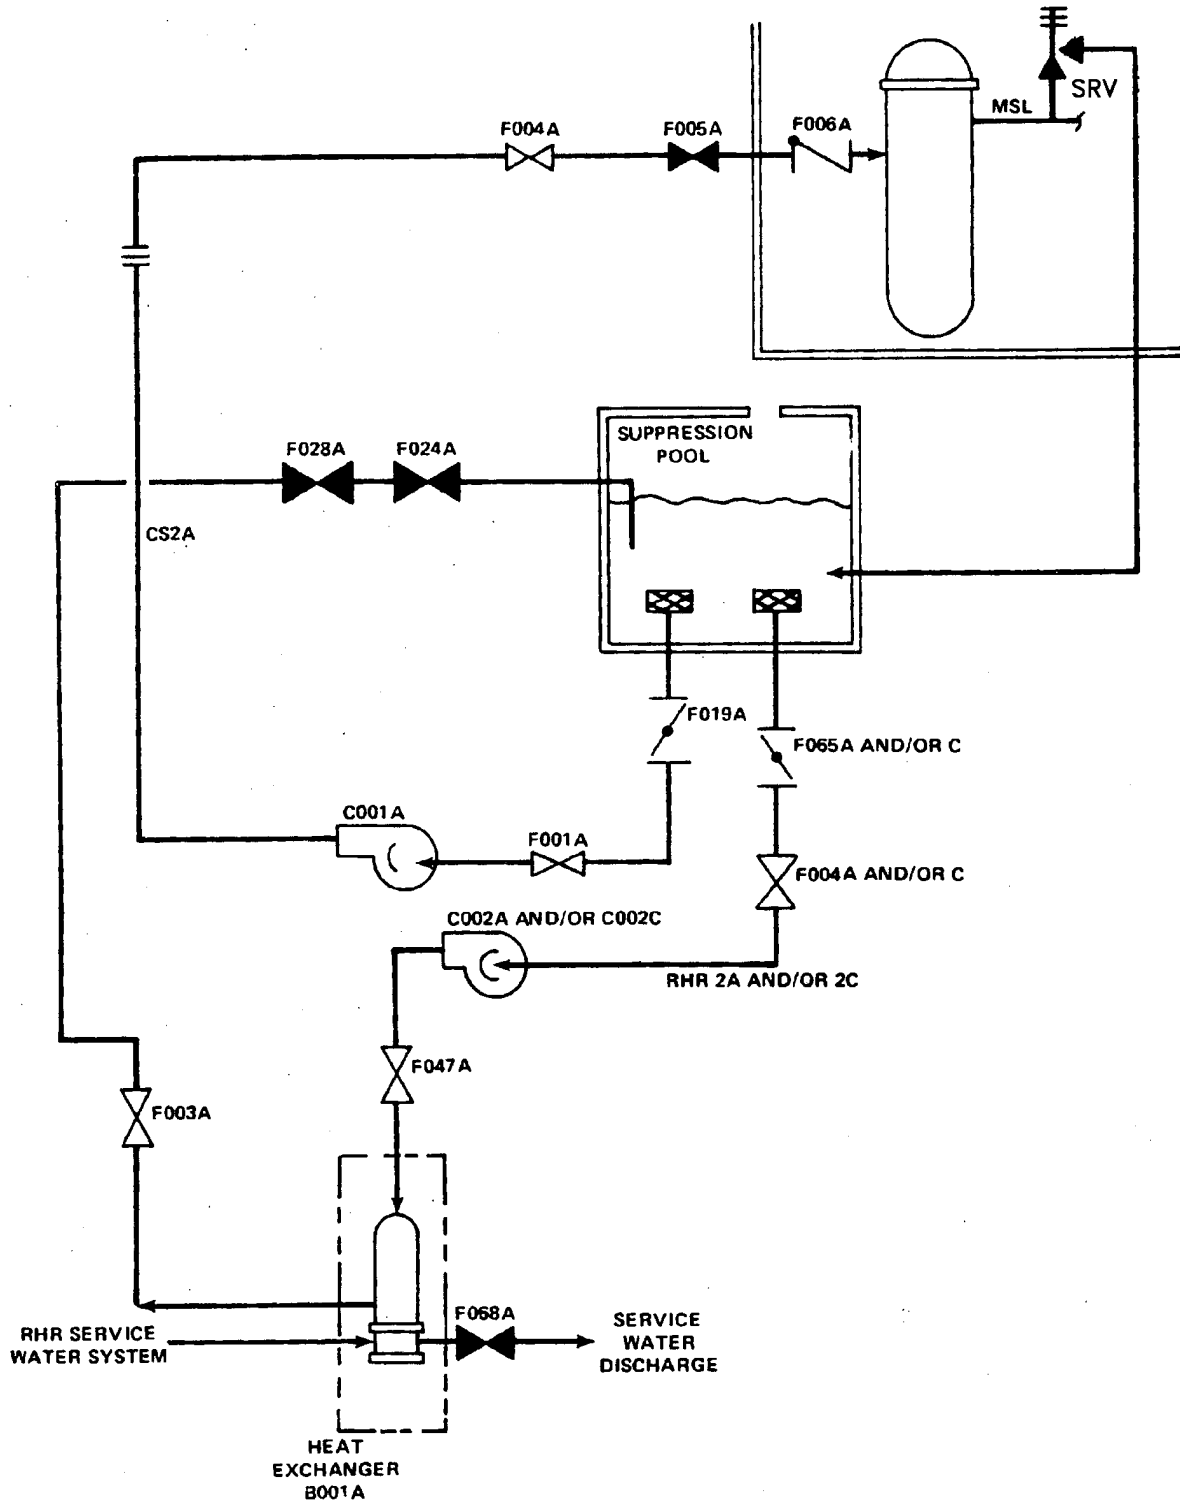 SRV
MSL
F004A
F005A
F006A
SUPPRESSION
POOL
F028A
F024A
CS2A
F019A
F065A AND/OR C
C001A
F001A
F004A AND/OR C
C002A AND/OR C002C
RHR 2A AND/OR 2C
F047A
F003A
F068A
SERVICE
WATER
DISCHARGE
RHR SERVICE
WATER SYSTEM
HEAT
EXCHANGER
B001A